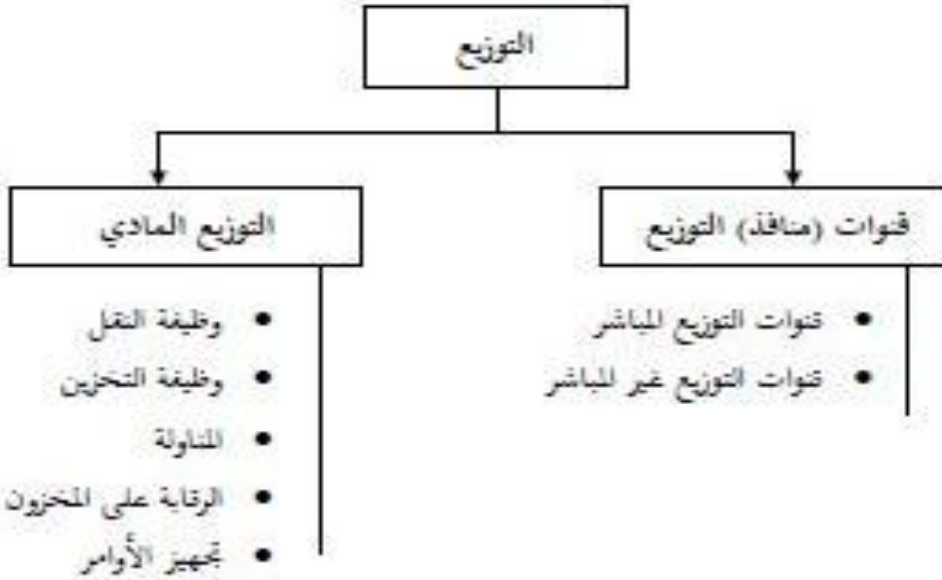 التوزيع
قنوات (منافذ) التوزيع
قنوات التوزيع المباشر
قنوات التوزيع غير المباشر
التوزيع المادي
وظيفة النقل
وظيفة التخزين
المناولة
الرقابة على المخزون
تجهيز الأوامر